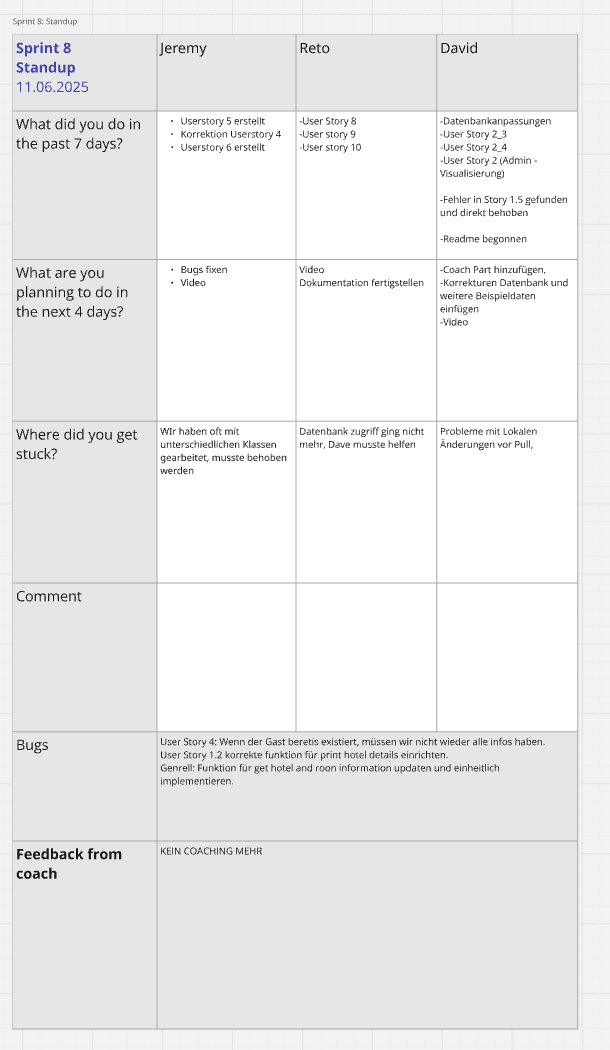 Sprint 8: Standup
Sprint 8
Standup
11.06.2025
Jeremy
Reto
David
What did you do in
the past 7 days?
• Userstory 5 erstellt
• Korrektion Userstory 4
• Userstory 6 erstellt
-User Story 8
-User story 9
-User story 10
-Datenbankanpassungen
-User Story 2_3
-User Story 2_4
-User Story 2 (Admin -
Visualisierung)
-Fehler in Story 1.5 gefunden
und direkt behoben
-Readme begonnen
What are you
planning to do in
the next 4 days?
• Bugs fixen
• Video
Video
Dokumentation fertigstellen
-Coach Part hinzufügen,
-Korrekturen Datenbank und
weitere Beispieldaten
einfügen
-Video
Where did you get
stuck?
WIr haben oft mit
unterschiedlichen Klassen
gearbeitet, musste behoben
werden
Datenbank zugriff ging nicht
mehr, Dave musste helfen
Probleme mit Lokalen
Änderungen vor Pull,
Comment
Bugs
User Story 4: Wenn der Gast beretis existiert, müssen wir nicht wieder alle infos haben.
User Story 1.2 korrekte funktion für print hotel details einrichten.
Genrell: Funktion für get hotel and roon information updaten und einheitlich
implementieren.
Feedback from
coach
KEIN COACHING MEHR